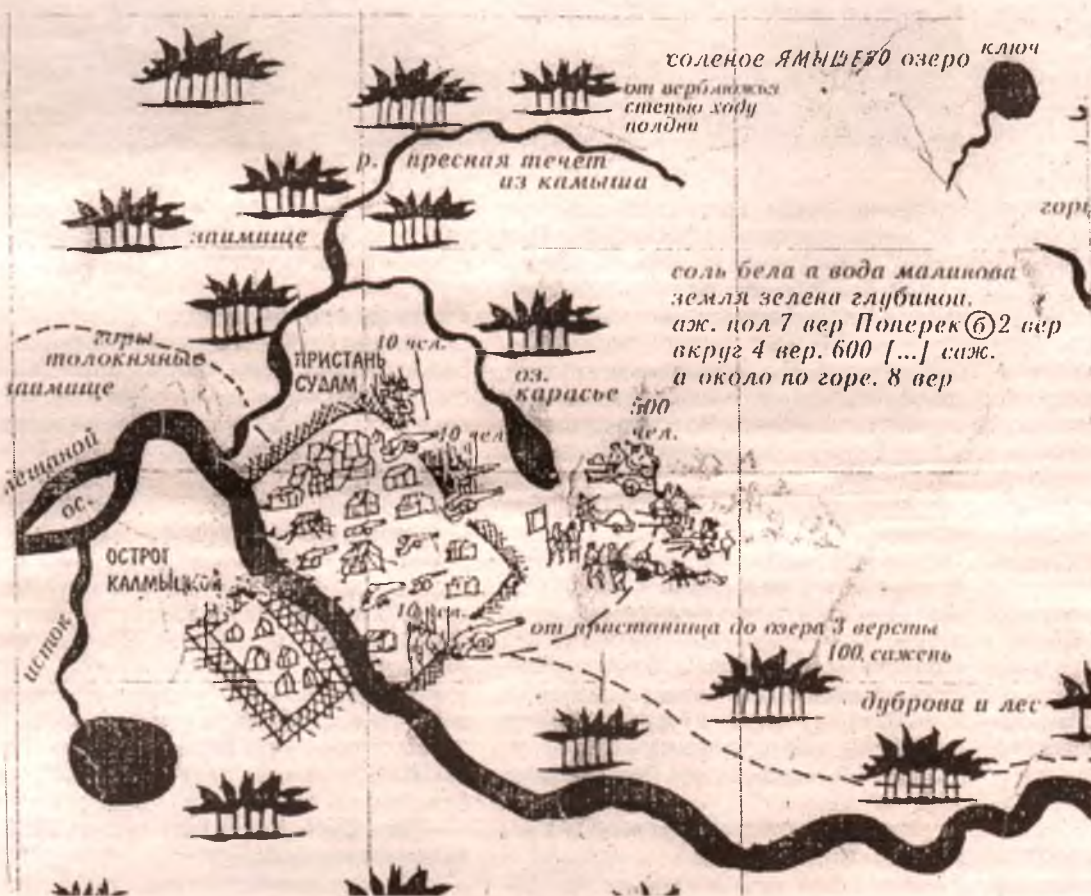 соленое ЯМЫШЕВО озеро
ключ
от верблюжья
степью ходу
полдни
р. пресная течет
из камыша
заимище
горы
соль бела а вода малинова
земля зелена глубиною.
саж. пол 7 вер Поперек (б) 2 вер
вкруг 4 вер. 600 [...] саж.
а около по горе. 8 вер
горы
толокняные
заимище
ПРИСТАНЬ
СУДАМ
10 чел.
оз.
карасье
500
чел.
10 чел
песчаной
ос.
ОСТРОГ
КАЛМЫЦКОЙ
исток
10 чел.
от пристанища до озера 3 версты
100, сажень
дуброва и лес